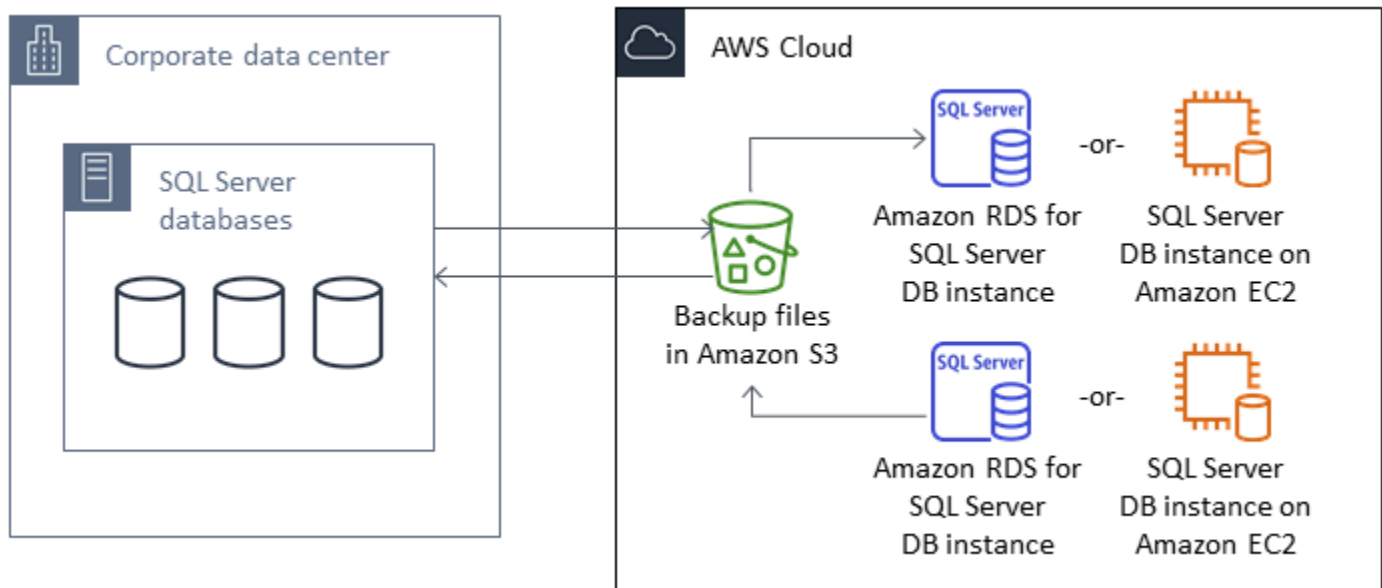 Corporate data center
SQL Server
databases
AWS Cloud
Backup files
in Amazon S3
SQL Server
-or-
Amazon RDS for
SQL Server
DB instance
SQL Server
DB instance on
Amazon EC2
SQL Server
-or-
Amazon RDS for
SQL Server
DB instance
SQL Server
DB instance on
Amazon EC2